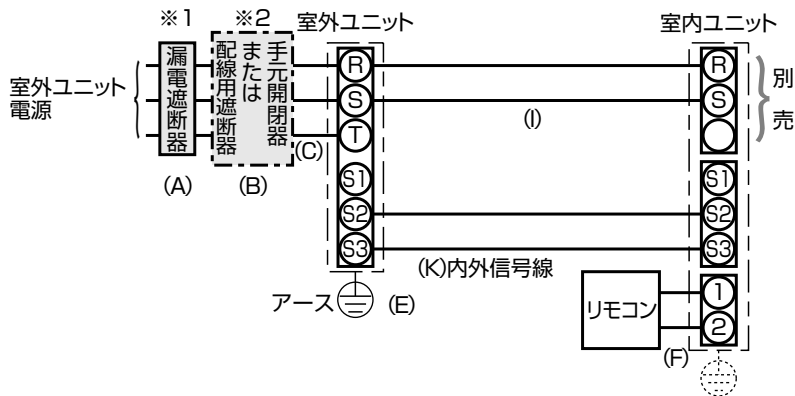 ※1
※2
室外ユニット
室内ユニット
室外ユニット
電源
漏電遮断器
配線用遮断器
または
手元開閉器
(A)
(B)
(C)
R
S
T
S1
S2
S3
(I)
(K)内外信号線
アース
(E)
R
S
別
売
S1
S2
S3
リモコン
1
2
(F)